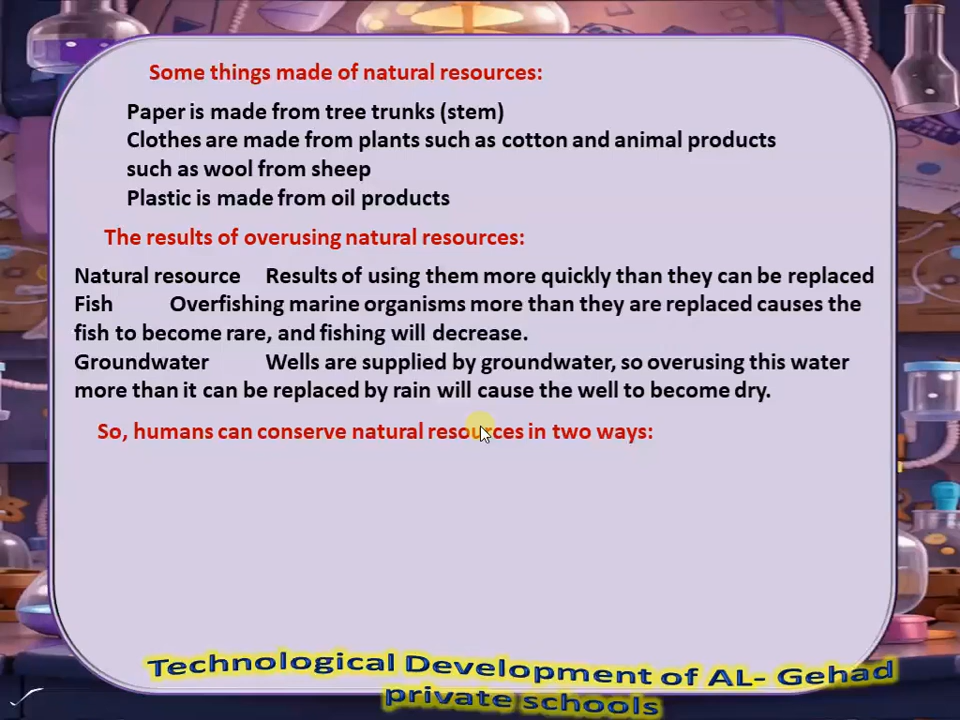 Some things made of natural resources:
Paper is made from tree trunks (stem)
Clothes are made from plants such as cotton and animal products
such as wool from sheep
Plastic is made from oil products
The results of overusing natural resources:
Natural resource Results of using them more quickly than they can be replaced
Fish Overfishing marine organisms more than they are replaced causes the
fish to become rare, and fishing will decrease.
Groundwater Wells are supplied by groundwater, so overusing this water
more than it can be replaced by rain will cause the well to become dry.
So, humans can conserve natural resources in two ways:
Technological Development of AL- Gehad
private schools